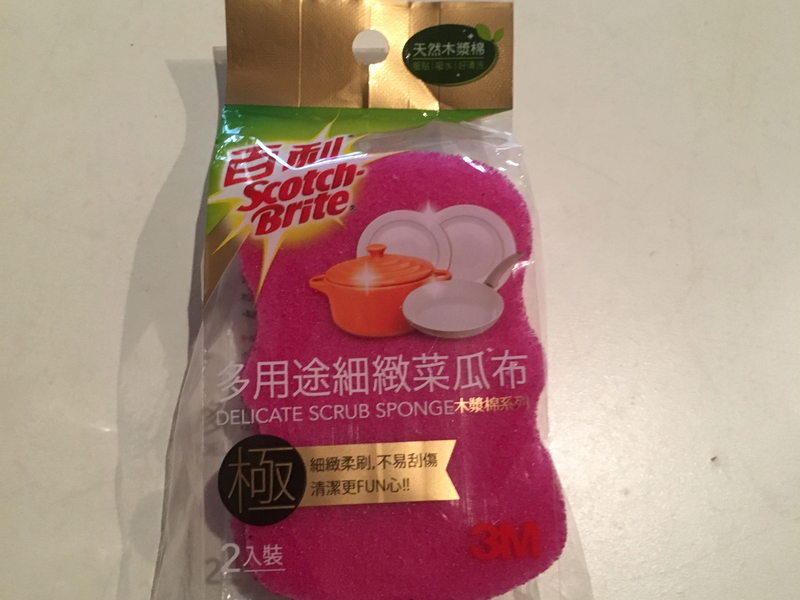 天然木漿棉
百利
Scotch-
Brite
多用途細緻菜瓜布
DELICATE SCRUB SPONGE木漿棉系列
極
細緻柔刷,不易刮傷
清潔更FUN心!!
3M
2入裝